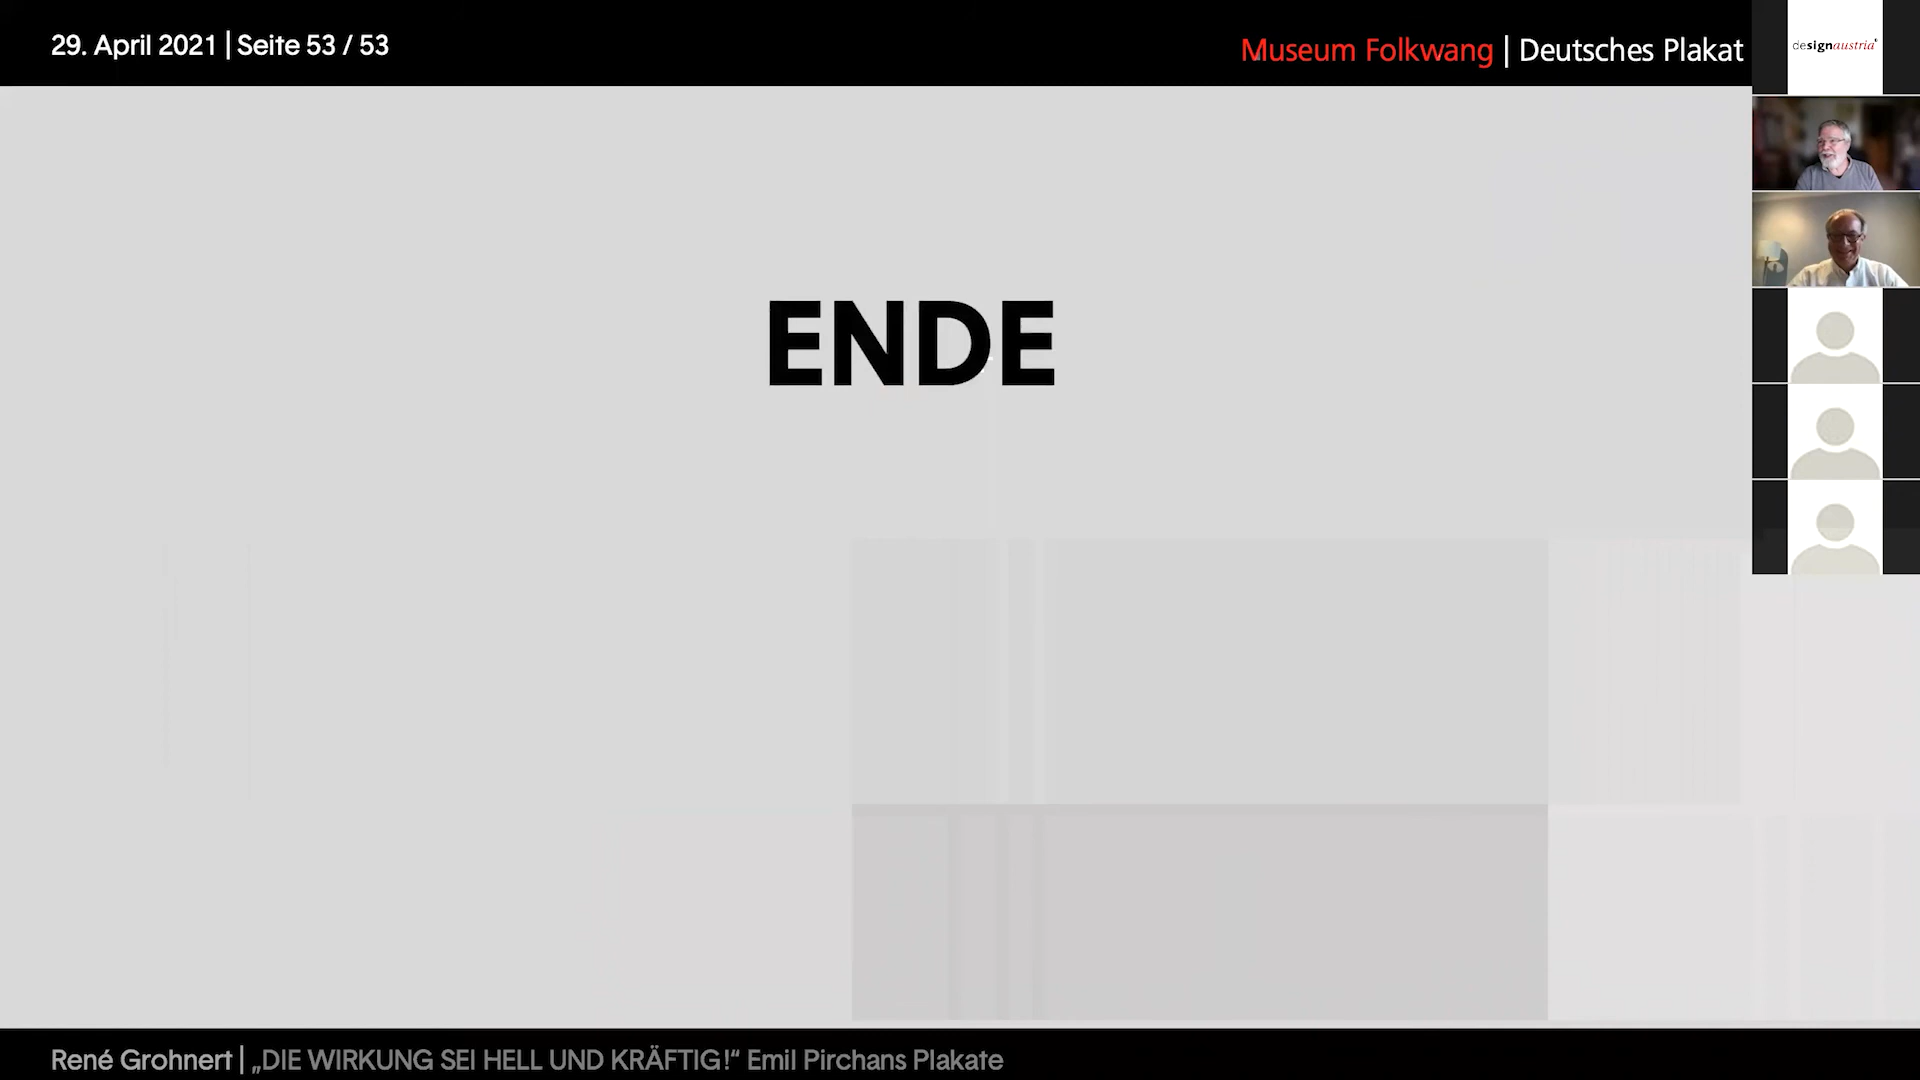 29. April 2021 | Seite 53 / 53
Museum Folkwang | Deutsches Plakat
designaustria
ENDE
René Grohnert | „DIE WIRKUNG SEI HELL UND KRÄFTIG!“ Emil Pirchans Plakate